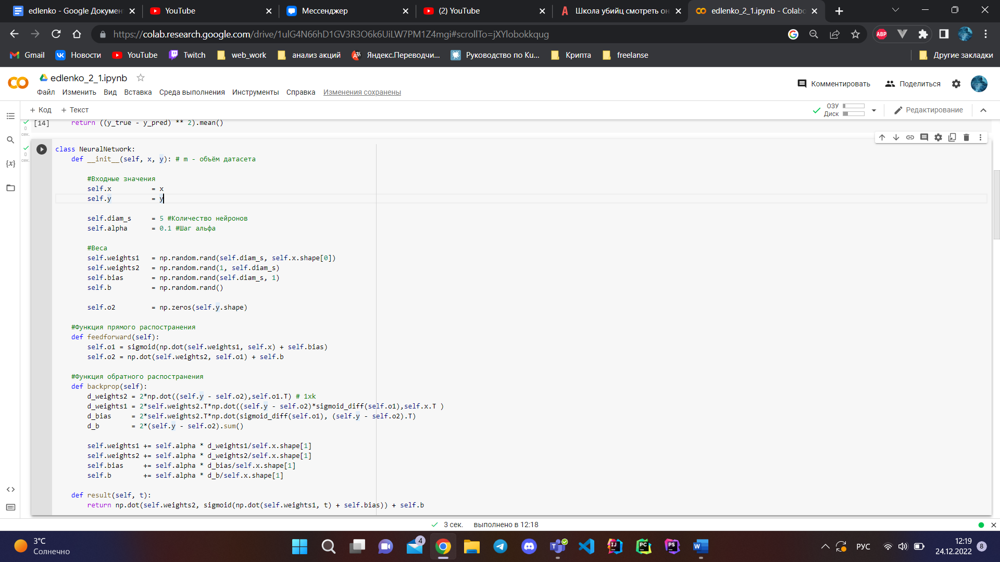 edlenko - Google Докумен
YouTube
Мессенджер
(2) YouTube
Школа убийц смотреть он
edlenko_2_1.ipynb - Colabo
https://colab.research.google.com/drive/1ulG4N66hD1GV3R3O6k6UiLW7PM1Z4mgi#scrollTo=jXYlobokkqug
ABP
Gmail
Новости
YouTube
Twitch
web_work
анализ акций
Яндекс.Переводчи...
Руководство по Ku...
Крипта
freelanse
Другие закладки
edlenko_2_1.ipynb
Комментировать
Поделиться
Файл Изменить Вид Вставка Среда выполнения Инструменты Справка Изменения сохранены
+ Код + Текст
ОЗУ
Диск
Редактирование
0
сек.
[14] return ((y_true - y_pred) ** 2).mean()
0
сек.
{x}
class NeuralNetwork:
def __init__(self, x, y): # m - объём датасета
#Входные значения
self.x = x
self.y = y
self.diam_s = 5 #Количество нейронов
self.alpha = 0.1 #Шаг альфа
#Веса
self.weights1 = np.random.rand(self.diam_s, self.x.shape[0])
self.weights2 = np.random.rand(1, self.diam_s)
self.bias = np.random.rand(self.diam_s, 1)
self.b = np.random.rand()
self.o2 = np.zeros(self.y.shape)
#Функция прямого распостранения
def feedforward(self):
self.o1 = sigmoid(np.dot(self.weights1, self.x) + self.bias)
self.o2 = np.dot(self.weights2, self.o1) + self.b
#Функция обратного распостранения
def backprop(self):
d_weights2 = 2*np.dot((self.y - self.o2),self.o1.T) # 1xk
d_weights1 = 2*self.weights2.T*np.dot((self.y - self.o2)*sigmoid_diff(self.o1),self.x.T )
d_bias = 2*self.weights2.T*np.dot(sigmoid_diff(self.o1), (self.y - self.o2).T)
d_b = 2*(self.y - self.o2).sum()
self.weights1 += self.alpha * d_weights1/self.x.shape[1]
self.weights2 += self.alpha * d_weights2/self.x.shape[1]
self.bias += self.alpha * d_bias/self.x.shape[1]
self.b += self.alpha * d_b/self.x.shape[1]
def result(self, t):
return np.dot(self.weights2, sigmoid(np.dot(self.weights1, t) + self.bias)) + self.b
3 сек. выполнено в 12:18
3°C
Солнечно
4
РУС
12:19
24.12.2022
8